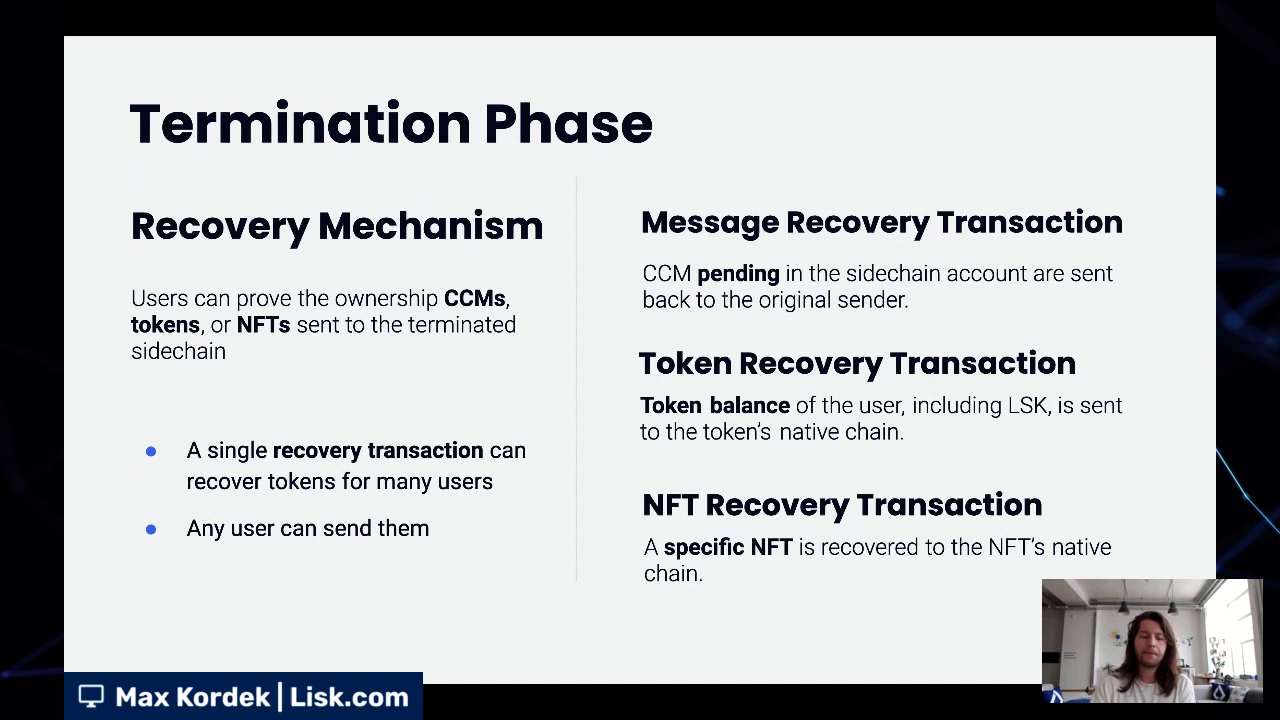 Termination Phase
Recovery Mechanism
Users can prove the ownership CCMs,
tokens, or NFTs sent to the terminated
sidechain
● A single recovery transaction can
recover tokens for many users
● Any user can send them
Message Recovery Transaction
CCM pending in the sidechain account are sent
back to the original sender.
Token Recovery Transaction
Token balance of the user, including LSK, is sent
to the token's native chain.
NFT Recovery Transaction
A specific NFT is recovered to the NFT's native
chain.
Max Kordek | Lisk.com